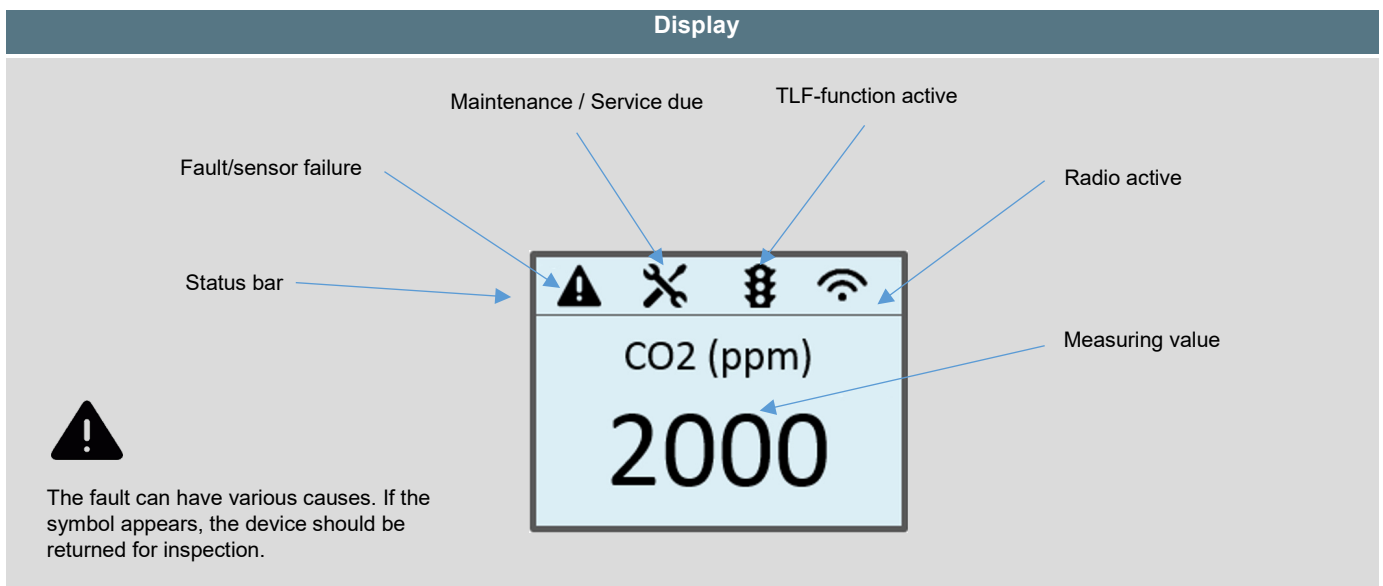 Display
Maintenance / Service due
TLF-function active
Fault/sensor failure
Radio active
Status bar
CO2 (ppm)
Measuring value
2000
The fault can have various causes. If the
symbol appears, the device should be
returned for inspection.